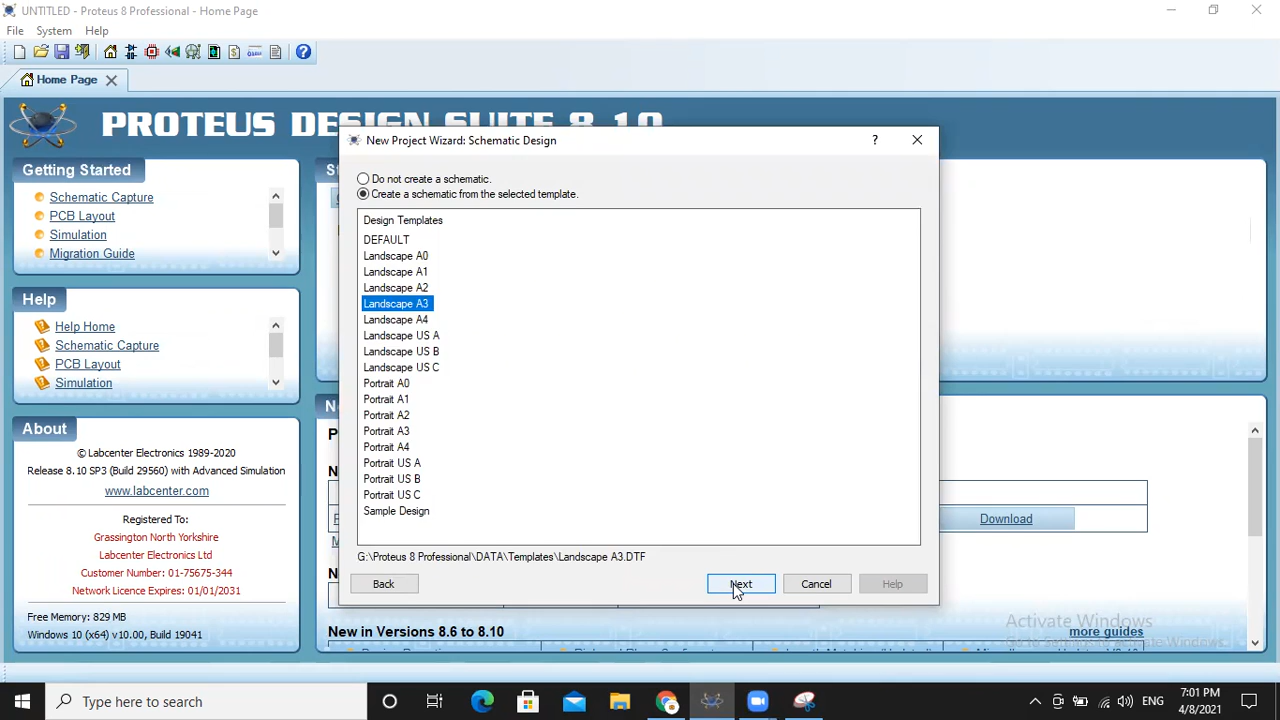 UNTITLED - Proteus 8 Professional - Home Page
File System Help
Home Page
PROTEUS DESIGN SUITE 8.10
New Project Wizard: Schematic Design
?
Getting Started
Schematic Capture
PCB Layout
Simulation
Migration Guide
Help
Help Home
Schematic Capture
PCB Layout
Simulation
About
© Labcenter Electronics 1989-2020
Release 8.10 SP3 (Build 29560) with Advanced Simulation
www.labcenter.com
Registered To:
Grassington North Yorkshire
Labcenter Electronics Ltd
Customer Number: 01-75675-344
Network Licence Expires: 01/01/2031
Free Memory: 829 MB
Windows 10 (x64) v10.00, Build 19041
Do not create a schematic.
Create a schematic from the selected template.
Design Templates
DEFAULT
Landscape A0
Landscape A1
Landscape A2
Landscape A3
Landscape A4
Landscape US A
Landscape US B
Landscape US C
Portrait A0
Portrait A1
Portrait A2
Portrait A3
Portrait A4
Portrait US A
Portrait US B
Portrait US C
Sample Design
G:\Proteus 8 Professional\DATA\Templates\Landscape A3.DTF
Back Next Cancel Help
Download
New in Versions 8.6 to 8.10
more guides
Activate Windows
Go to Settings to activate Windows.
Type here to search
ENG
7:01 PM
4/8/2021